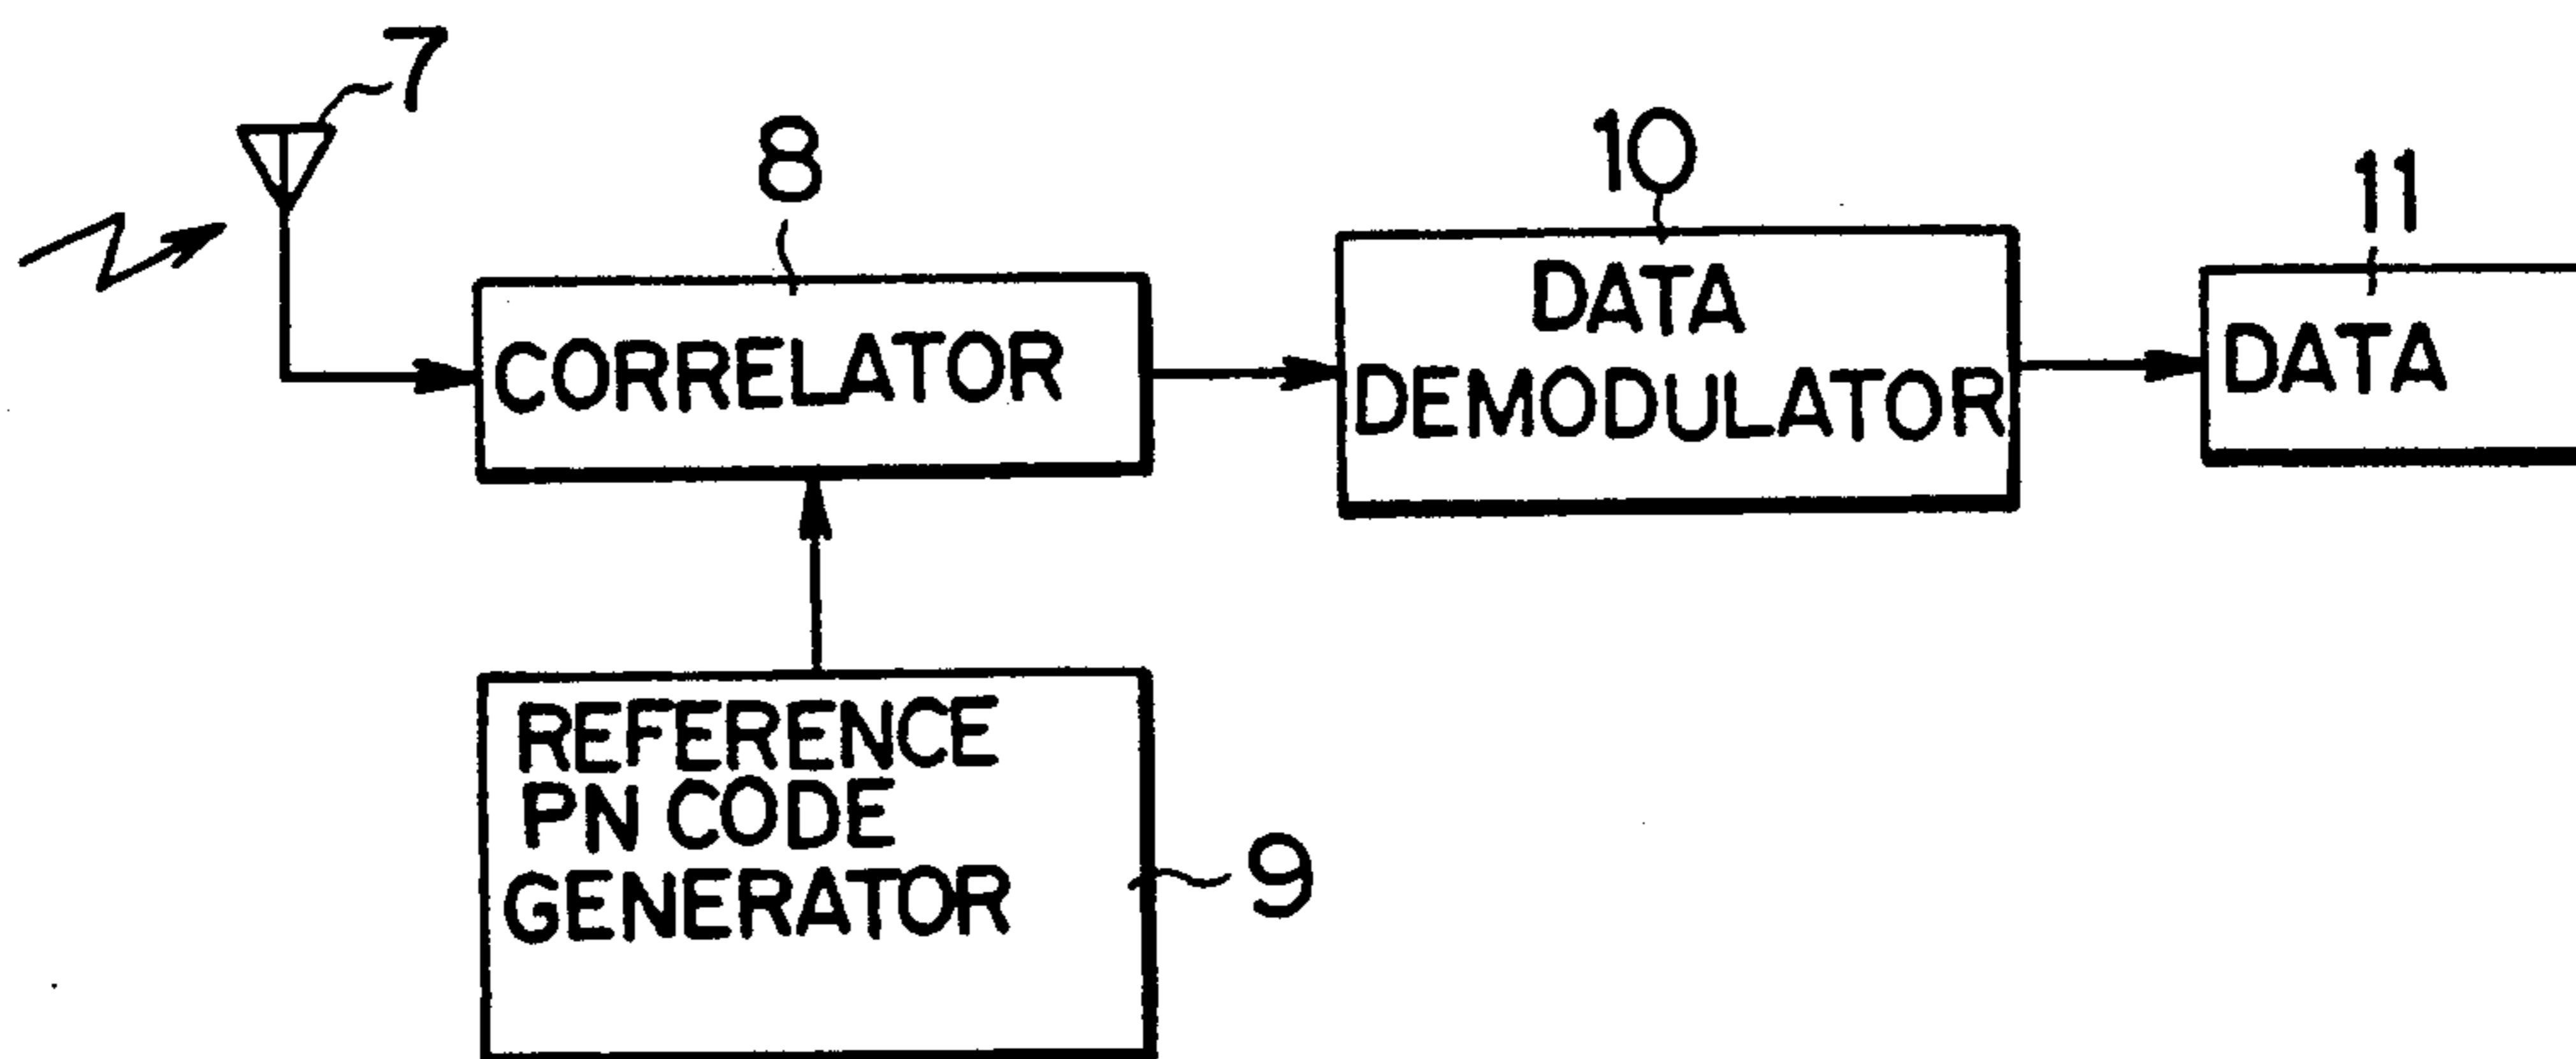 7
8
CORRELATOR
10
DATA
DEMODULATOR
11
DATA
REFERENCE
PN CODE
GENERATOR
9